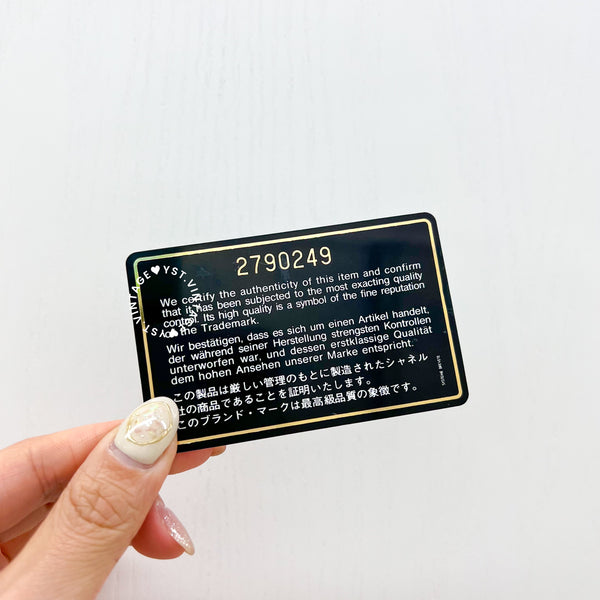 2790249
We certify the authenticity of this item and confirm
that it has been subjected to the most exacting quality
control. Its high quality is a symbol of the fine reputation
of the Trademark.
Wir bestätigen, dass es sich um einen Artikel handelt,
der während seiner Herstellung strengsten Kontrollen
unterworfen war, und dessen erstklassige Qualität
dem hohen Ansehen unserer Marke entspricht.
この製品は厳しい管理のもとに製造されたシャネル
社の商品であることを証明いたします。
このブランド・マークは最高級品質の象徴です。
VINTAGE♥YST.VINTAGE♥YST.